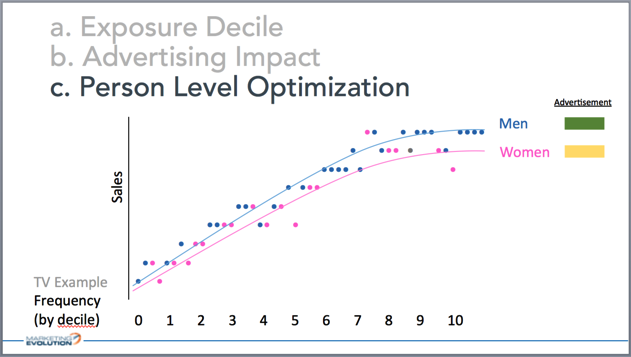 a. Exposure Decile
b. Advertising Impact
c. Person Level Optimization
Advertisement
Men
Women
Sales
TV Example
Frequency
(by decile)
0 1 2 3 4 5 6 7 8 9 10
MARKETING
EVOLUTION